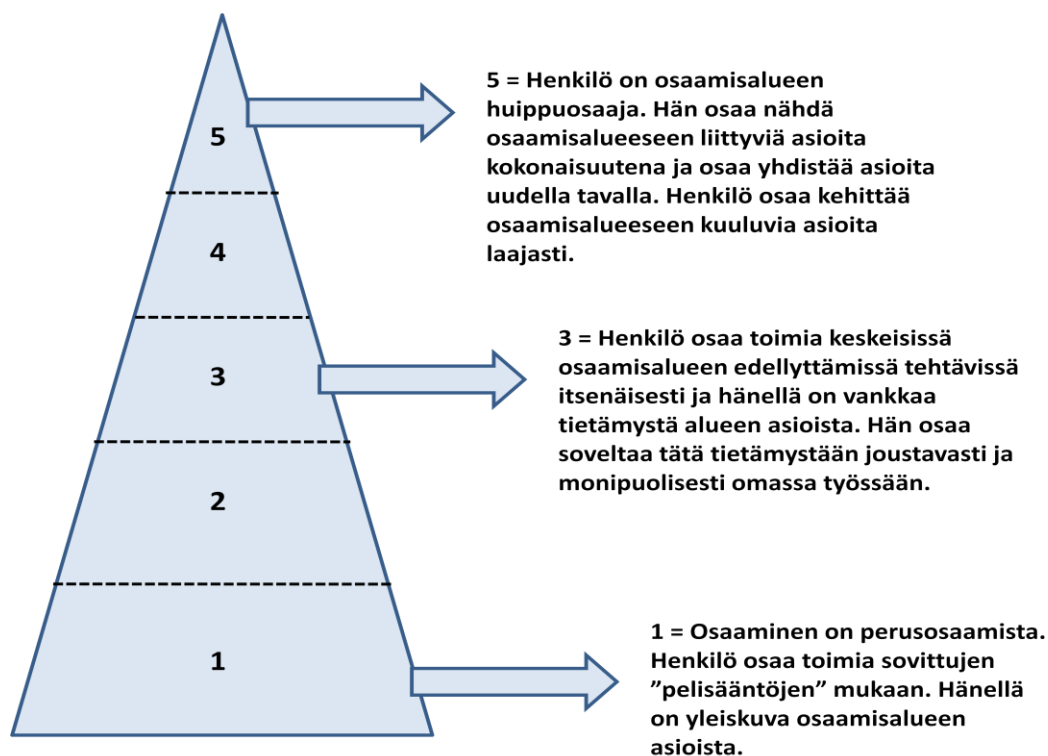 5 = Henkilö on osaamisalueen
huippuosaaja. Hän osaa nähdä
osaamisalueeseen liittyviä asioita
kokonaisuutena ja osaa yhdistää asioita
uudella tavalla. Henkilö osaa kehittää
osaamisalueeseen kuuluvia asioita
laajasti.
5
4
3 = Henkilö osaa toimia keskeisissä
osaamisalueen edellyttämissä tehtävissä
itsenäisesti ja hänellä on vankkaa
tietämystä alueen asioista. Hän osaa
soveltaa tätä tietämystään joustavasti ja
monipuolisesti omassa työssään.
3
2
1 = Osaaminen on perusosaamista.
Henkilö osaa toimia sovittujen
”pelisääntöjen” mukaan. Hänellä
on yleiskuva osaamisalueen
asioista.
1